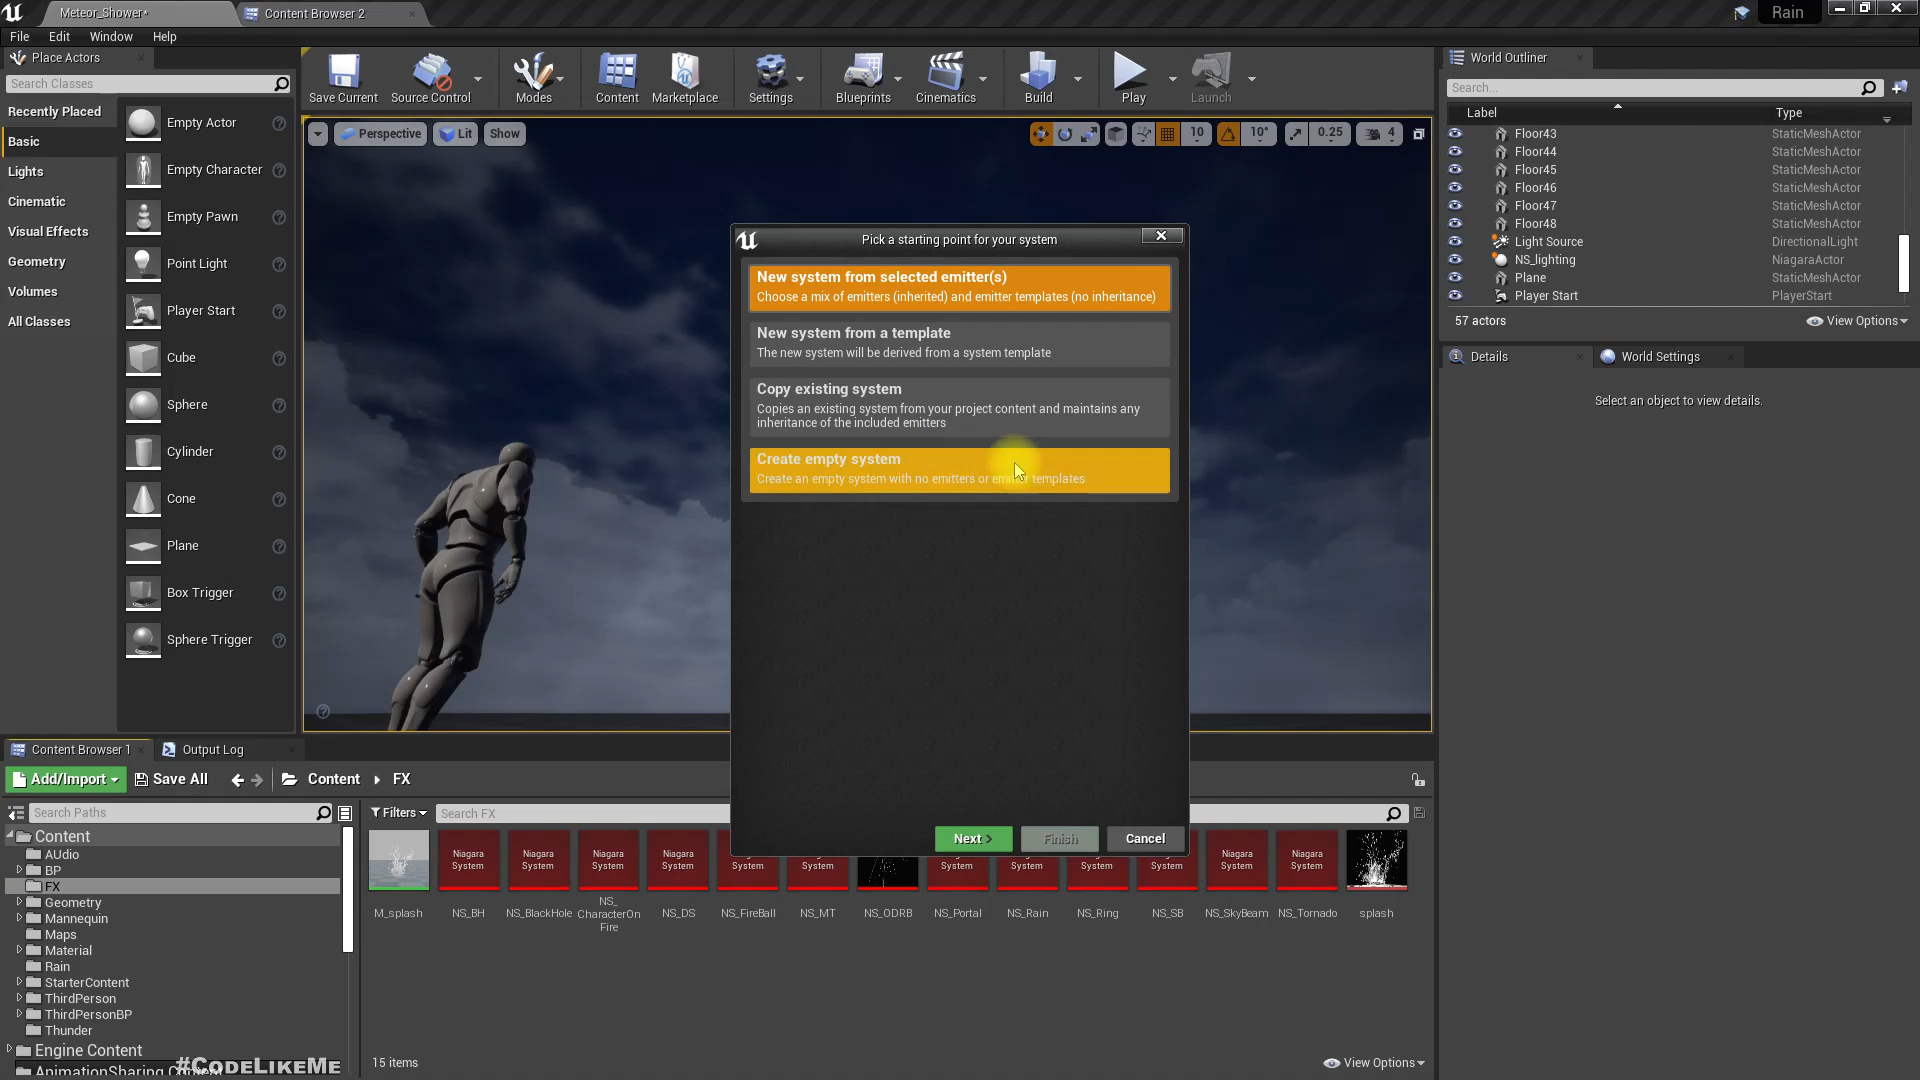 Meteor_Shower*
Content Browser 2
Rain
File Edit Window Help
Place Actors
Search Classes
Recently Placed
Basic
Lights
Cinematic
Visual Effects
Geometry
Volumes
All Classes
Empty Actor
Empty Character
Empty Pawn
Point Light
Player Start
Cube
Sphere
Cylinder
Cone
Plane
Box Trigger
Sphere Trigger
Save Current
Source Control
Modes
Content
Marketplace
Settings
Blueprints
Cinematics
Build
Play
Launch
Perspective Lit Show
10 10° 0.25 4
Pick a starting point for your system
New system from selected emitter(s)
Choose a mix of emitters (inherited) and emitter templates (no inheritance)
New system from a template
The new system will be derived from a system template
Copy existing system
Copies an existing system from your project content and maintains any
inheritance of the included emitters
Create empty system
Create an empty system with no emitters or emitter templates
Next >
Finish
Cancel
World Outliner
Search...
Label Type
Floor43 StaticMeshActor
Floor44 StaticMeshActor
Floor45 StaticMeshActor
Floor46 StaticMeshActor
Floor47 StaticMeshActor
Floor48 StaticMeshActor
Light Source DirectionalLight
NS_lighting NiagaraActor
Plane StaticMeshActor
Player Start PlayerStart
57 actors
View Options
Details
World Settings
Select an object to view details.
Content Browser 1
Output Log
Add/Import
Save All
Content
FX
Search Paths
Filters
Search FX
Content
AUdio
BP
FX
Geometry
Mannequin
Maps
Material
Rain
StarterContent
ThirdPerson
ThirdPersonBP
Thunder
Engine Content
AnimationSharing Content
#CodeLikeMe
M_splash
Niagara
System
NS_BH
Niagara
System
NS_BlackHole
Niagara
System
NS_
CharacterOn
Fire
Niagara
System
NS_DS
System
NS_FireBall
System
NS_MT
NS_ODRB
System
NS_Portal
System
NS_Rain
System
NS_Ring
System
NS_SB
Niagara
System
NS_SkyBeam
Niagara
System
NS_Tornado
splash
15 items
View Options